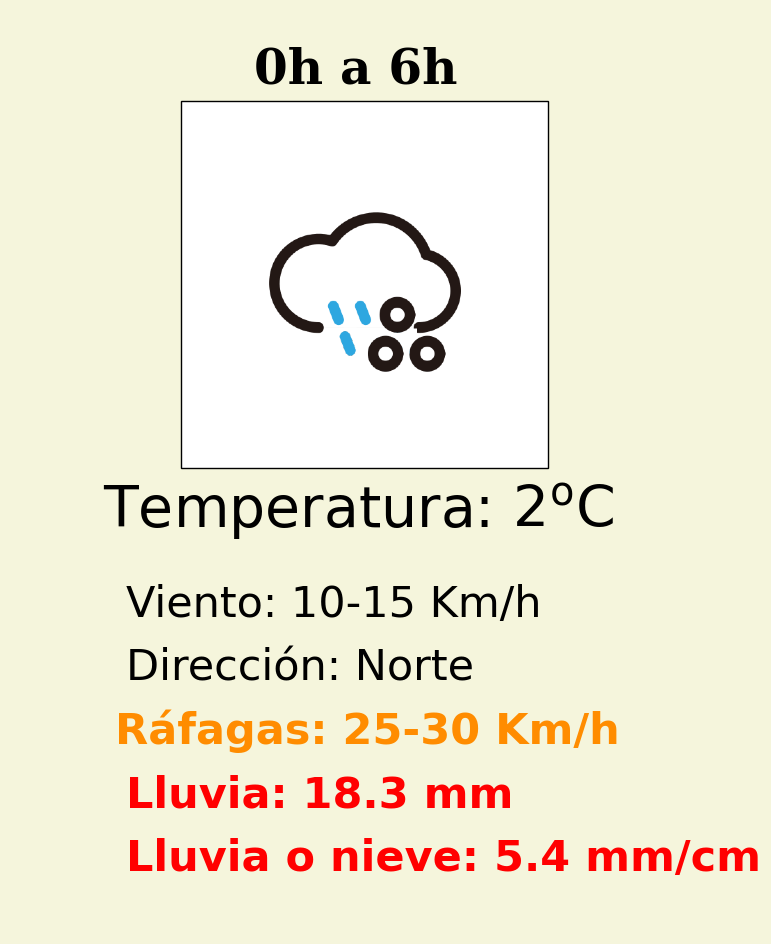 0h a 6h
Temperatura: 2ºC
Viento: 10-15 Km/h
Dirección: Norte
Ráfagas: 25-30 Km/h
Lluvia: 18.3 mm
Lluvia o nieve: 5.4 mm/cm